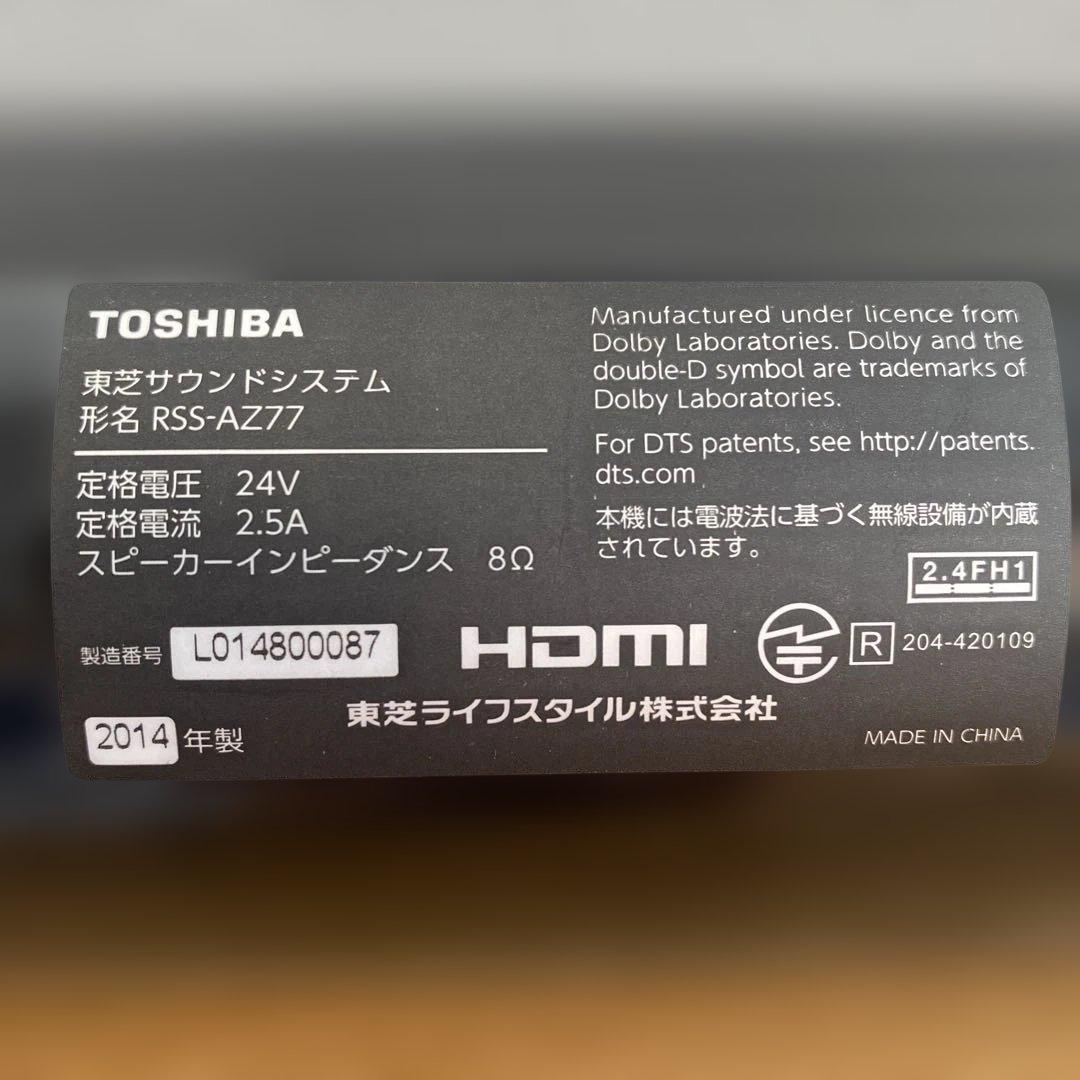 TOSHIBA
東芝サウンドシステム
形名 RSS-AZ77
定格電圧 24V
定格電流 2.5A
スピーカーインピーダンス 8Ω
製造番号 L014800087
2014 年製
Manufactured under licence from
Dolby Laboratories. Dolby and the
double-D symbol are trademarks of
Dolby Laboratories.
For DTS patents, see http://patents.
dts.com
本機には電波法に基づく無線設備が内蔵
されています。
2.4FH1
HDMI
R 204-420109
東芝ライフスタイル株式会社
MADE IN CHINA